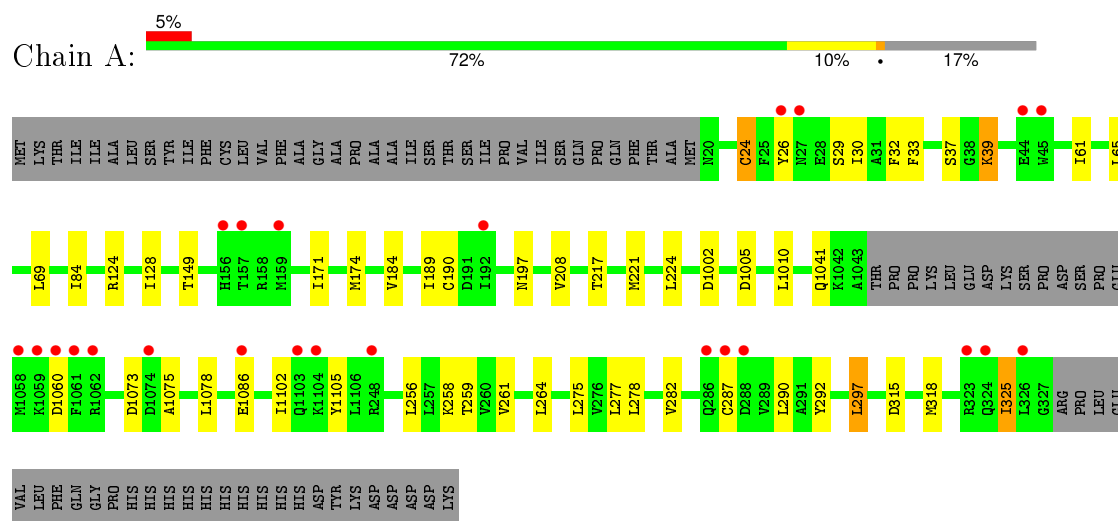 5%
Chain A:
72% 10% • 17%
MET LYS THR ILE ILE ALA LEU SER TYR ILE PHE CYS LEU VAL PHE ALA GLY ALA PRO ALA ALA ILE SER THR SER ILE PRO VAL ILE SER GLN PRO GLN PHE THR ALA MET N20 C24 F25 Y26 N27 E28 S29 I30 A31 F32 F33 S37 G38 K39 E44 W45 I61 L65
L69 I84 R124 I128 T149 H156 T157 R158 M159 I171 M174 V184 I189 C190 D191 I192 N197 V208 T217 M221 L224 D1002 D1005 L1010 Q1041 K1042 A1043 THR PRO PRO LYS LEU GLU ASP LYS SER PRO ASP SER PRO GLU
M1058 K1059 D1060 F1061 R1062 D1073 D1074 A1075 L1078 E1086 I1102 Q1103 K1104 Y1105 L1106 R248 L256 L257 K258 T259 V260 V261 L264 L275 V276 L277 L278 V282 Q286 C287 D288 V289 L290 A291 Y292 L297 D315 M318 R323 Q324 I325 L326 G327 ARG PRO LEU GLU
VAL LEU PHE GLN GLY PRO HIS HIS HIS HIS HIS HIS HIS HIS HIS HIS ASP TYR LYS ASP ASP ASP ASP LYS